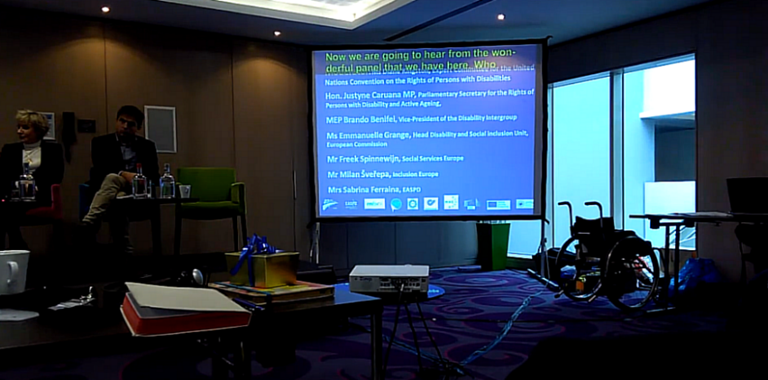 Now we are going to hear from the won-
derful panel that we have here. Who
for the United
Nations Convention on the Rights of Persons with Disabilities
Hon. Justyne Caruana MP, Parliamentary Secretary for the Rights of
Persons with Disability and Active Ageing,
MEP Brando Benifei, Vice-President of the Disability Intergroup
Ms Emmanuelle Grange, Head Disability and Social Inclusion Unit,
European Commission
Mr Freek Spinnewijn, Social Services Europe
Mr Milan Šveřepa, Inclusion Europe
Mrs Sabrina Ferraina, EASPD